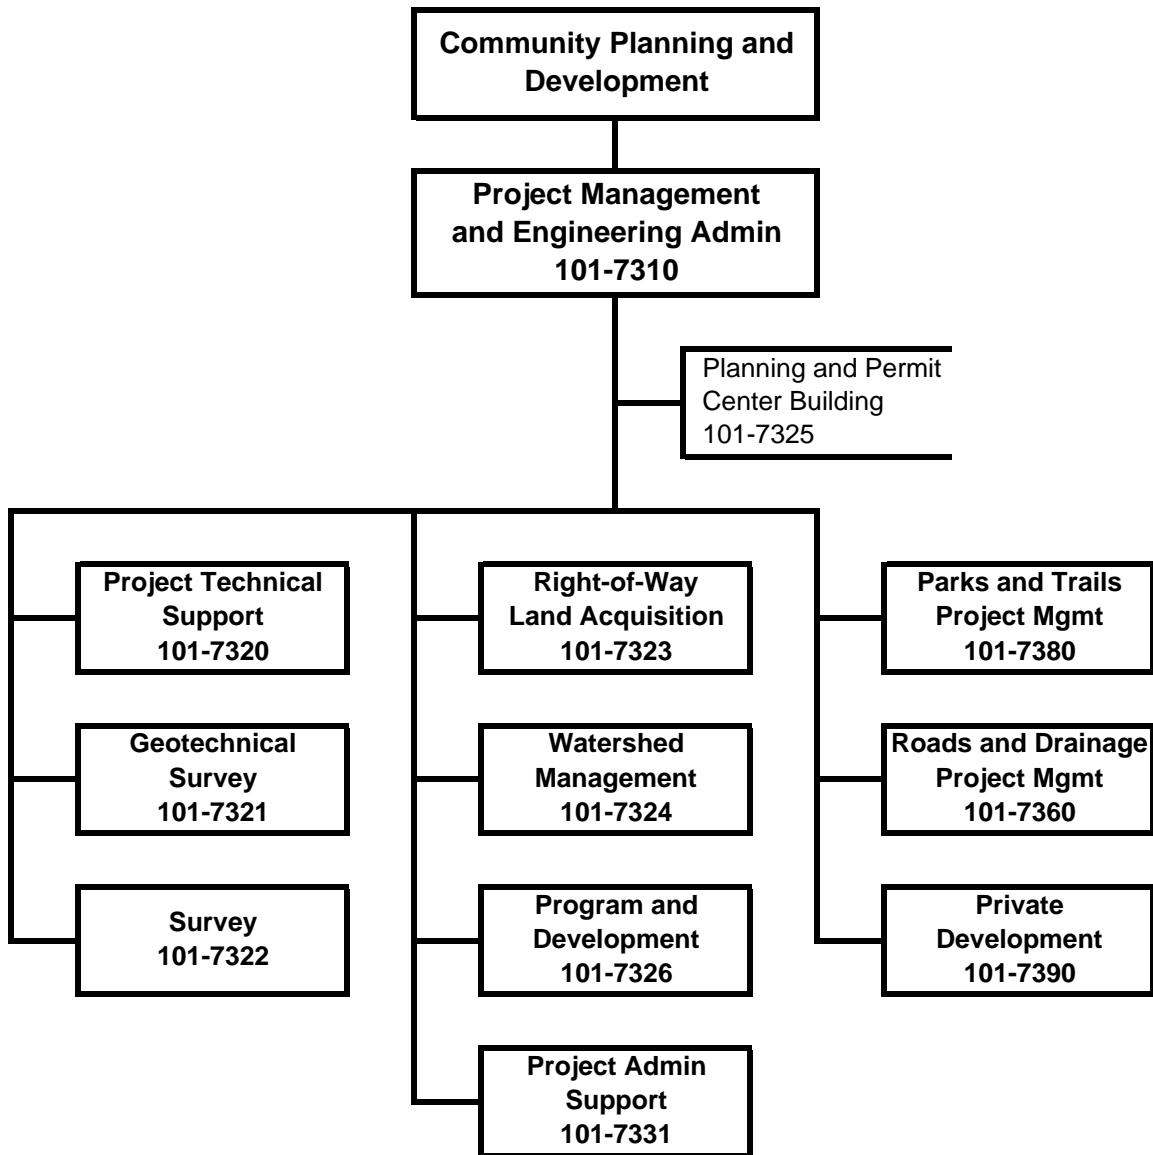 Community Planning and
Development
Project Management
and Engineering Admin
101-7310
Planning and Permit
Center Building
101-7325
Project Technical
Support
101-7320
Geotechnical
Survey
101-7321
Survey
101-7322
Right-of-Way
Land Acquisition
101-7323
Watershed
Management
101-7324
Program and
Development
101-7326
Project Admin
Support
101-7331
Parks and Trails
Project Mgmt
101-7380
Roads and Drainage
Project Mgmt
101-7360
Private
Development
101-7390